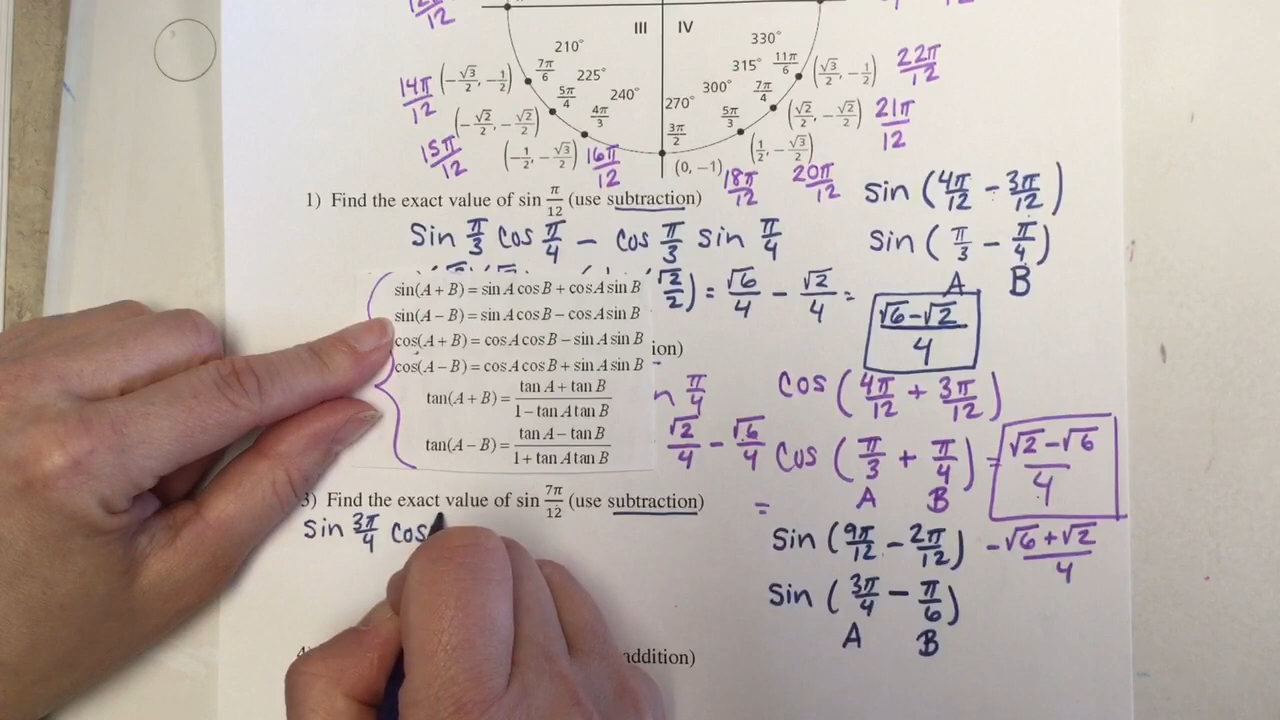 III IV
210° 330°
7π/6 225° 315° 11π/6
14π/12 (-√3/2, -1/2) (√3/2, -1/2) 22π/12
5π/4 240° 300° 7π/4
(-√2/2, -√2/2) 4π/3 270° 5π/3 (√2/2, -√2/2) 21π/12
15π/12 (-1/2, -√3/2) 16π/12 3π/2 (0, -1) (1/2, -√3/2)
18π/12 20π/12
1) Find the exact value of sin π/12 (use subtraction)
sin (4π/12 - 3π/12)
sin π/3 cos π/4 - cos π/3 sin π/4
sin (π/3 - π/4)
A B
√2/2) = √6/4 - √2/4 =
√6-√2/4
sin(A + B) = sin A cos B + cos A sin B
sin(A − B) = sin A cos B − cos A sin B
cos(A + B) = cos A cos B − sin A sin B
cos(A − B) = cos A cos B + sin A sin B
tan(A + B) = tan A + tan B / 1 − tan A tan B
tan(A − B) = tan A − tan B / 1 + tan A tan B
ion)
n π/4
cos (4π/12 + 3π/12)
√2/4 - √6/4
cos (π/3 + π/4) =
A B
√2-√6/4
=
-√6+√2/4
3) Find the exact value of sin 7π/12 (use subtraction)
sin 3π/4 cos
sin (9π/12 - 2π/12)
sin (3π/4 - π/6)
A B
addition)